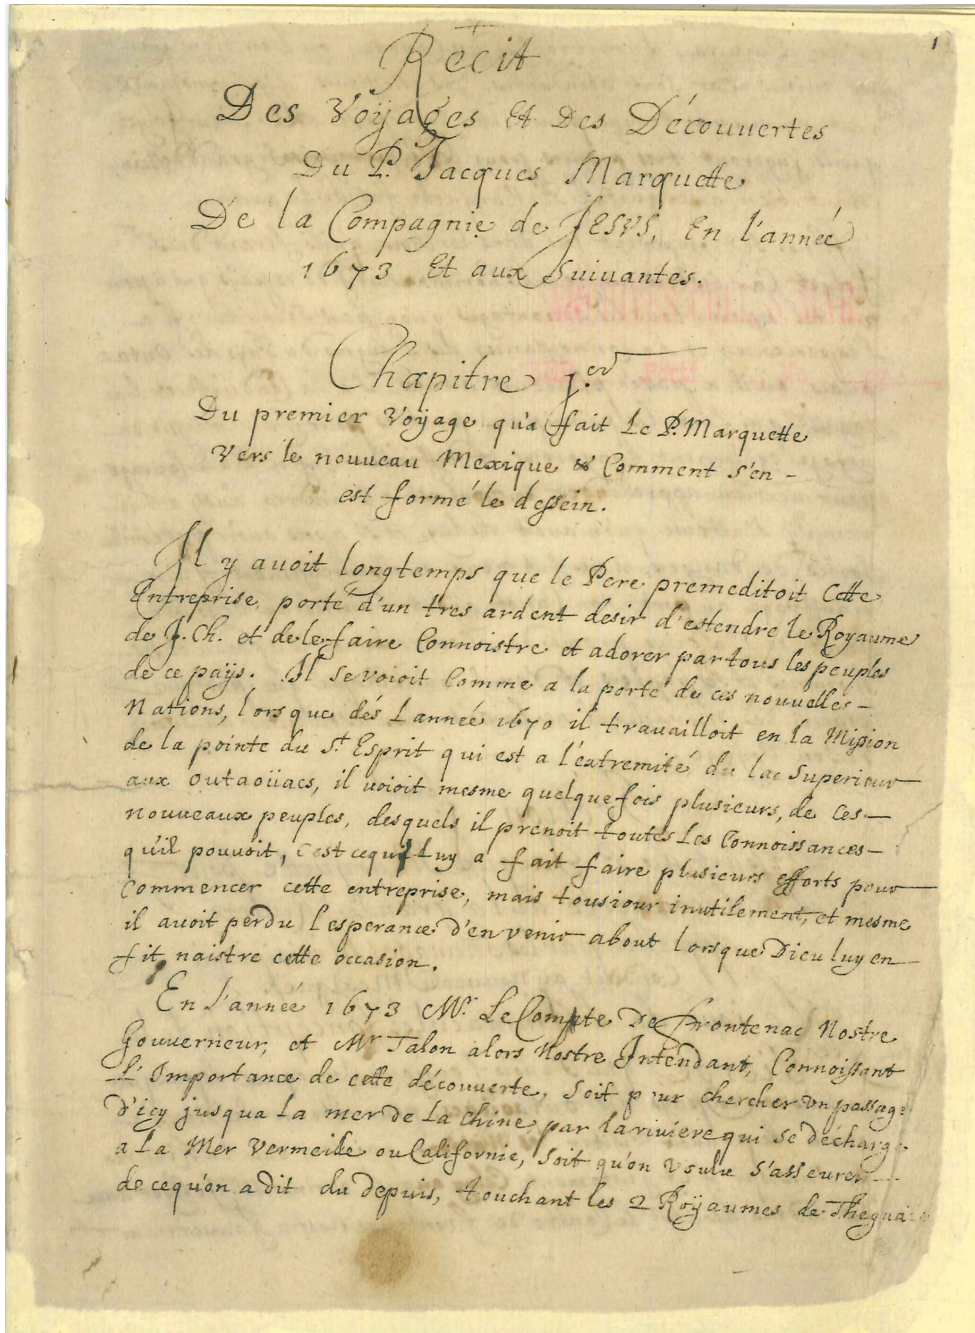 1
Récit
Des Voÿages Et Des Découuertes
Du P. Jacques Marquette
De la Compagnie de JESVS, En l'année
1673 Et aux Suiuantes.
Chapitre 1.er
Du premier Voÿage qu'a fait Le P. Marquette
Vers le nouueau Mexique & Comment s'en-
est formé le dessein.
Il y auoit longtemps que le Pere premeditoit Cette
Entreprise, porté d'un tres ardent desir d'estendre le Royaume
de J. Ch. et de le faire Connoistre et adorer par tous les peuples
de ce païs. Il se voioit Comme a la porte de ces nouuelles-
Nations, lorsque dés L'année 1670 il trauailloit en la Mission
de la pointe du St. Esprit qui est a l'éxtremité du lac Superieur
aux outaoüacs, il voioit mesme quelquefois plusieurs, de ces-
nouueaux peuples, desquels il prenoit toutes Les Connoissances-
qu'il pouuoit, c'est ce qui Luy a fait faire plusieurs efforts pour
Commencer cette entreprise, mais tousiour inutilement, et mesme
il auoit perdu l'esperance d'en venir about lorsque Dieu luy en
fit naistre cette occasion.
En L'année 1673 Mr. Le Compte De frontenac Nostre
Gouuerneur, et Mr Talon alors Nostre Intendant, Connoissant
L'Importance de cette découuerte, Soit pour chercher un passage
D'icy jusqua La mer de La Chine par la riuiere qui se décharge
a La Mer Vermeille ou Californie, Soit qu'on voulu s'asseurer
de ce qu'on a dit du depuis, touchant les 2 Roÿaumes de